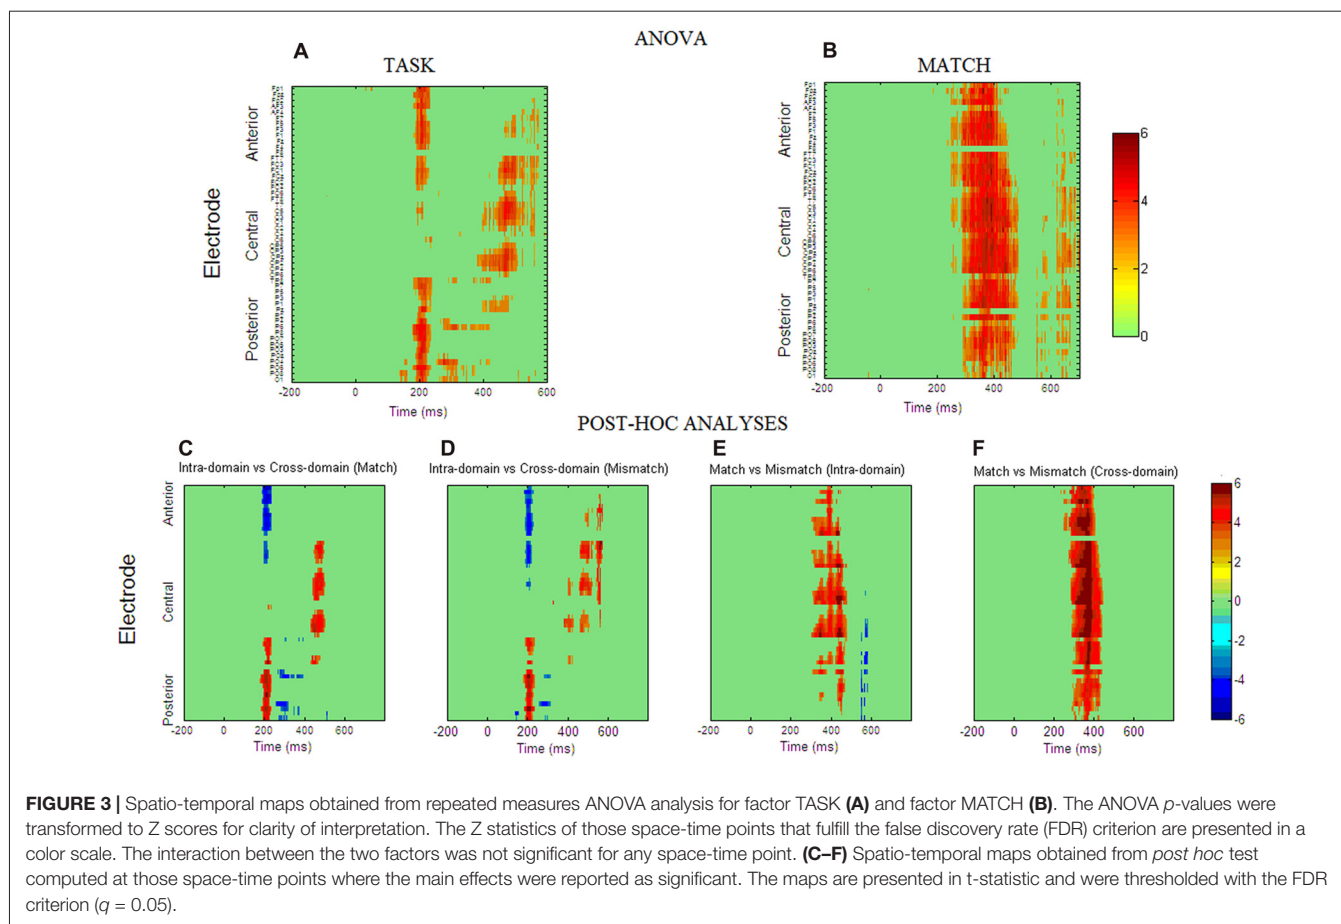 ANOVA
A
B
TASK
MATCH
Electrode
Anterior
Central
Posterior
-200
0
200
400
600
Time (ms)
Anterior
Central
Posterior
-200
0
200
400
600
Time (ms)
6
4
2
0
POST-HOC ANALYSES
C
D
E
F
Intra-domain vs Cross-domain (Match)
Intra-domain vs Cross-domain (Mismatch)
Match vs Mismatch (Intra-domain)
Match vs Mismatch (Cross-domain)
Electrode
Anterior
Central
Posterior
-200
0
200
400
600
Time (ms)
Anterior
Central
Posterior
-200
0
200
400
600
Time (ms)
-200
0
200
400
600
Time (ms)
-200
0
200
400
600
Time (ms)
6
4
2
0
-2
-4
-6
FIGURE 3 | Spatio-temporal maps obtained from repeated measures ANOVA analysis for factor TASK (A) and factor MATCH (B). The ANOVA p-values were
transformed to Z scores for clarity of interpretation. The Z statistics of those space-time points that fulfill the false discovery rate (FDR) criterion are presented in a
color scale. The interaction between the two factors was not significant for any space-time point. (C–F) Spatio-temporal maps obtained from post hoc test
computed at those space-time points where the main effects were reported as significant. The maps are presented in t-statistic and were thresholded with the FDR
criterion (q = 0.05).